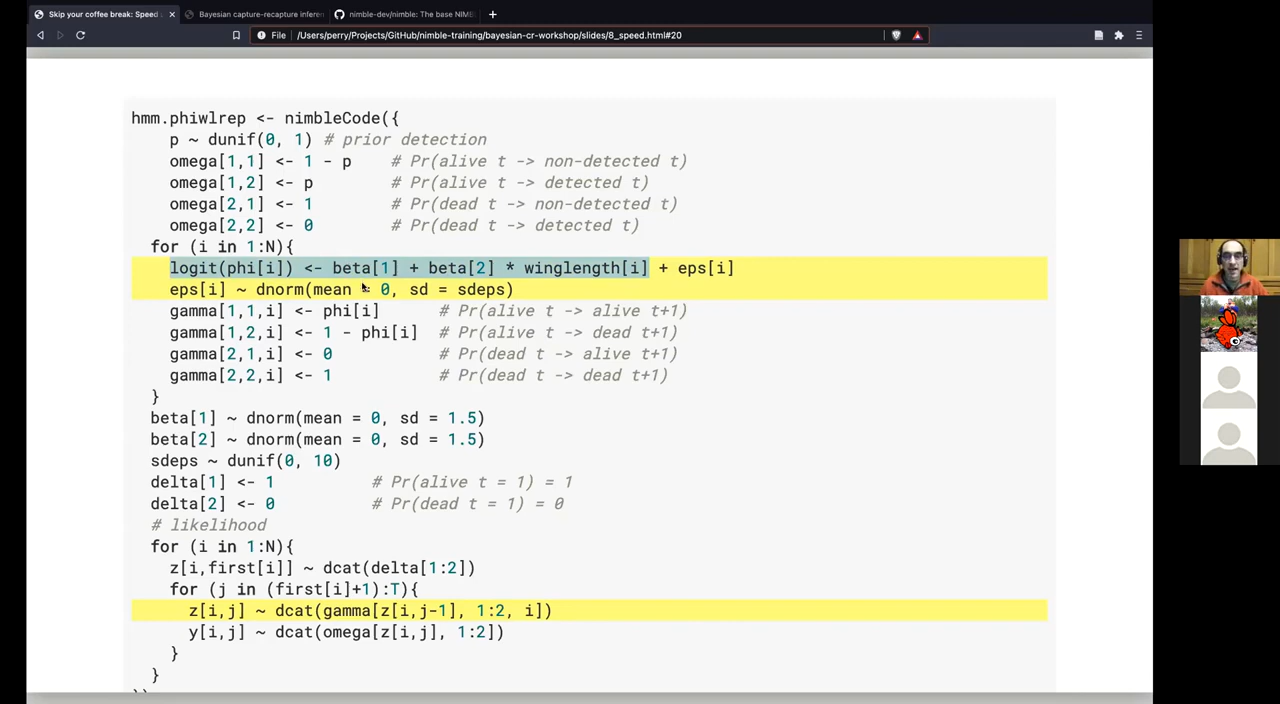 Skip your coffee break: Speed
Bayesian capture-recapture inferen
nimble-dev/nimble: The base NIMB
File
/Users/perry/Projects/GitHub/nimble-training/bayesian-cr-workshop/slides/8_speed.html#20
hmm.phiwlrep <- nimbleCode({
p ~ dunif(0, 1) # prior detection
omega[1,1] <- 1 - p # Pr(alive t -> non-detected t)
omega[1,2] <- p # Pr(alive t -> detected t)
omega[2,1] <- 1 # Pr(dead t -> non-detected t)
omega[2,2] <- 0 # Pr(dead t -> detected t)
for (i in 1:N){
logit(phi[i]) <- beta[1] + beta[2] * winglength[i] + eps[i]
eps[i] ~ dnorm(mean = 0, sd = sdeps)
gamma[1,1,i] <- phi[i] # Pr(alive t -> alive t+1)
gamma[1,2,i] <- 1 - phi[i] # Pr(alive t -> dead t+1)
gamma[2,1,i] <- 0 # Pr(dead t -> alive t+1)
gamma[2,2,i] <- 1 # Pr(dead t -> dead t+1)
}
beta[1] ~ dnorm(mean = 0, sd = 1.5)
beta[2] ~ dnorm(mean = 0, sd = 1.5)
sdeps ~ dunif(0, 10)
delta[1] <- 1 # Pr(alive t = 1) = 1
delta[2] <- 0 # Pr(dead t = 1) = 0
# likelihood
for (i in 1:N){
z[i,first[i]] ~ dcat(delta[1:2])
for (j in (first[i]+1):T){
z[i,j] ~ dcat(gamma[z[i,j-1], 1:2, i])
y[i,j] ~ dcat(omega[z[i,j], 1:2])
}
}
})